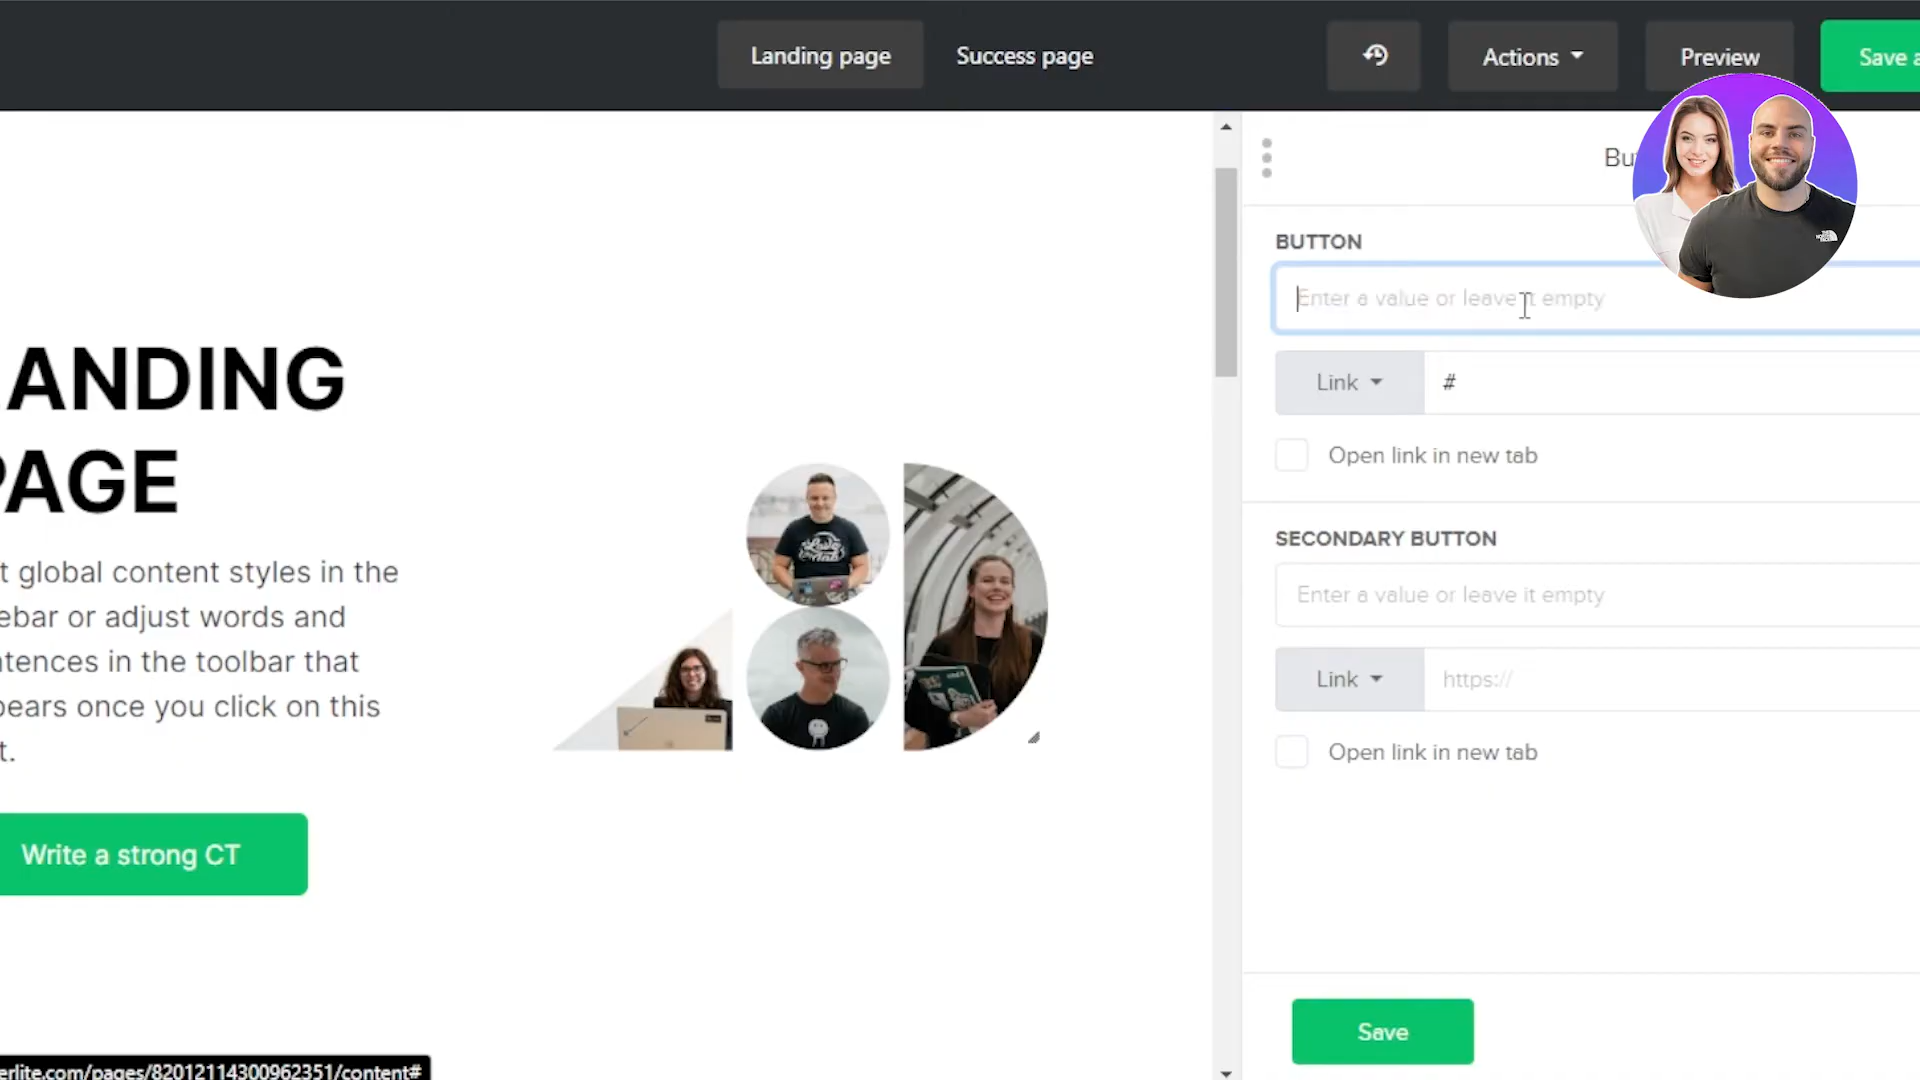 Landing page
Success page
Actions
Preview
Save a
Bu
BUTTON
Enter a value or leave it empty
Link
#
Open link in new tab
SECONDARY BUTTON
Enter a value or leave it empty
Link
https://
Open link in new tab
Save
ANDING
PAGE
t global content styles in the
ebar or adjust words and
ntences in the toolbar that
pears once you click on this
t.
Write a strong CT
erlite.com/pages/82012114300962351/content#